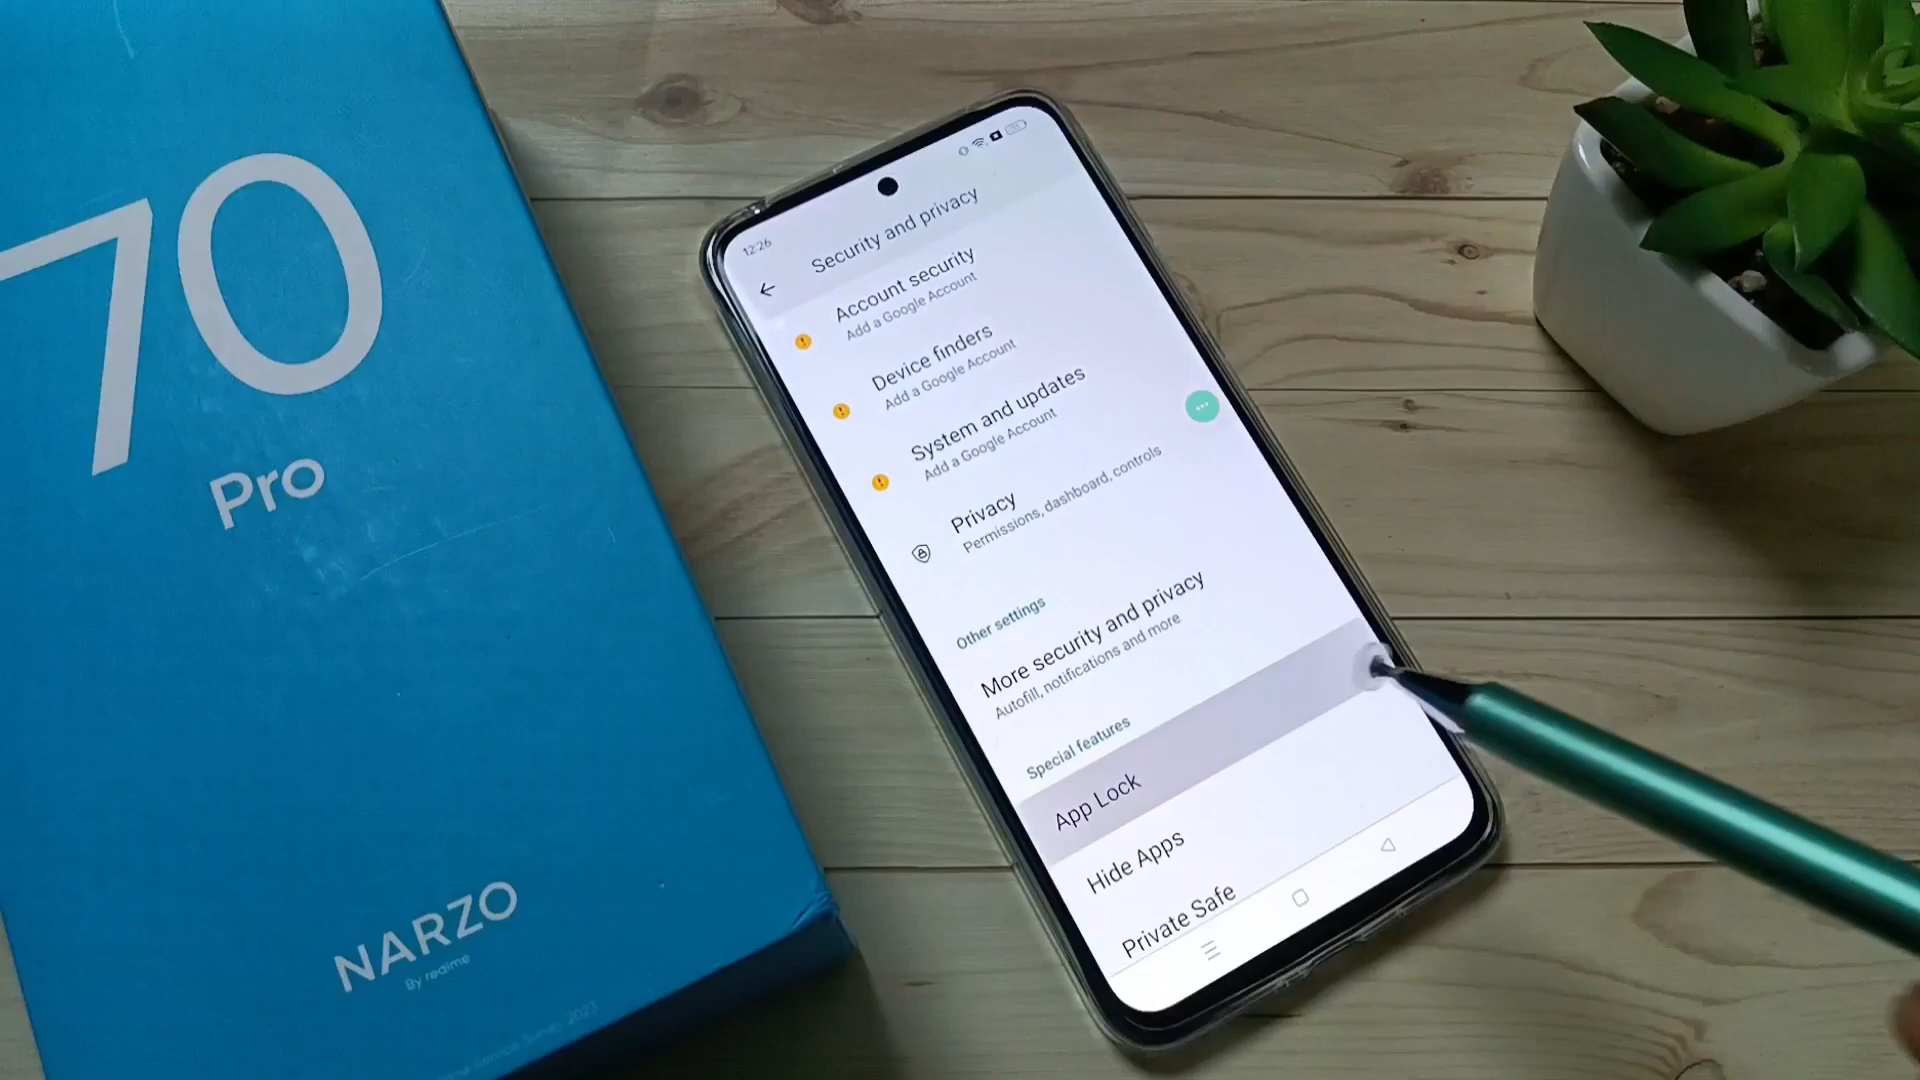 70
Pro
NARZO
By realme
12:26
Security and privacy
Account security
Add a Google Account
Device finders
Add a Google Account
System and updates
Add a Google Account
Privacy
Permissions, dashboard, controls
Other settings
More security and privacy
Autofill, notifications and more
Special features
App Lock
Hide Apps
Private Safe